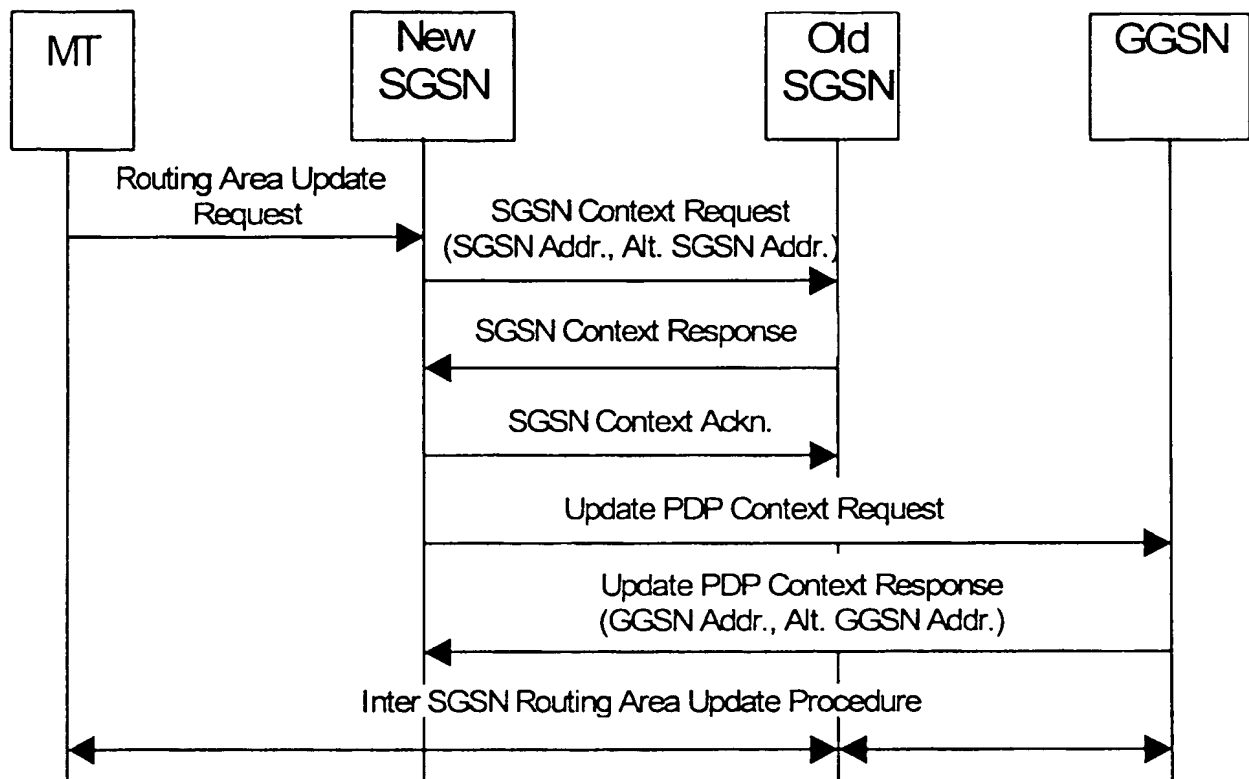 MT
New
SGSN
Old
SGSN
GGSN
Routing Area Update
Request
SGSN Context Request
(SGSN Addr., Alt. SGSN Addr.)
SGSN Context Response
SGSN Context Ackn.
Update PDP Context Request
Update PDP Context Response
(GGSN Addr., Alt. GGSN Addr.)
Inter SGSN Routing Area Update Procedure